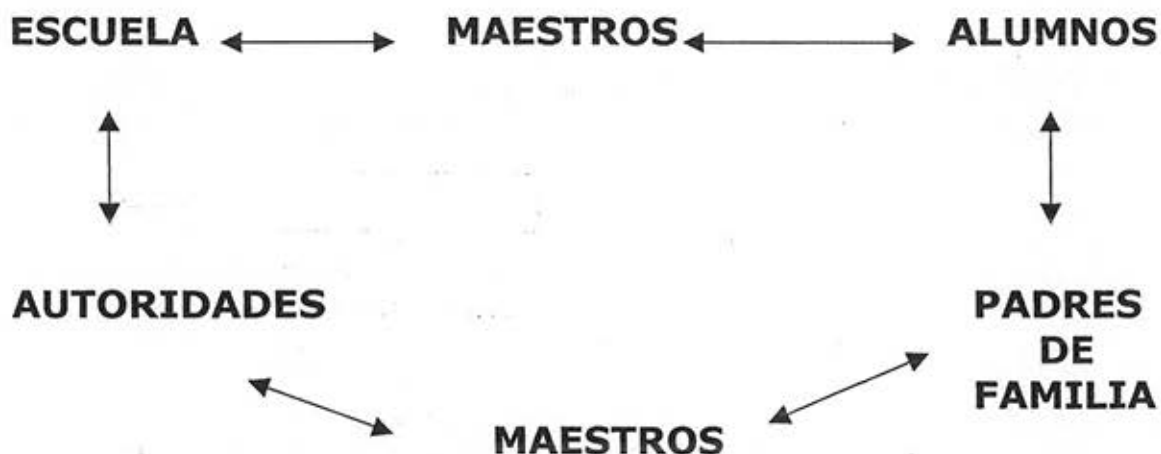 ESCUELA MAESTROS ALUMNOS
AUTORIDADES PADRES
DE
FAMILIA
MAESTROS